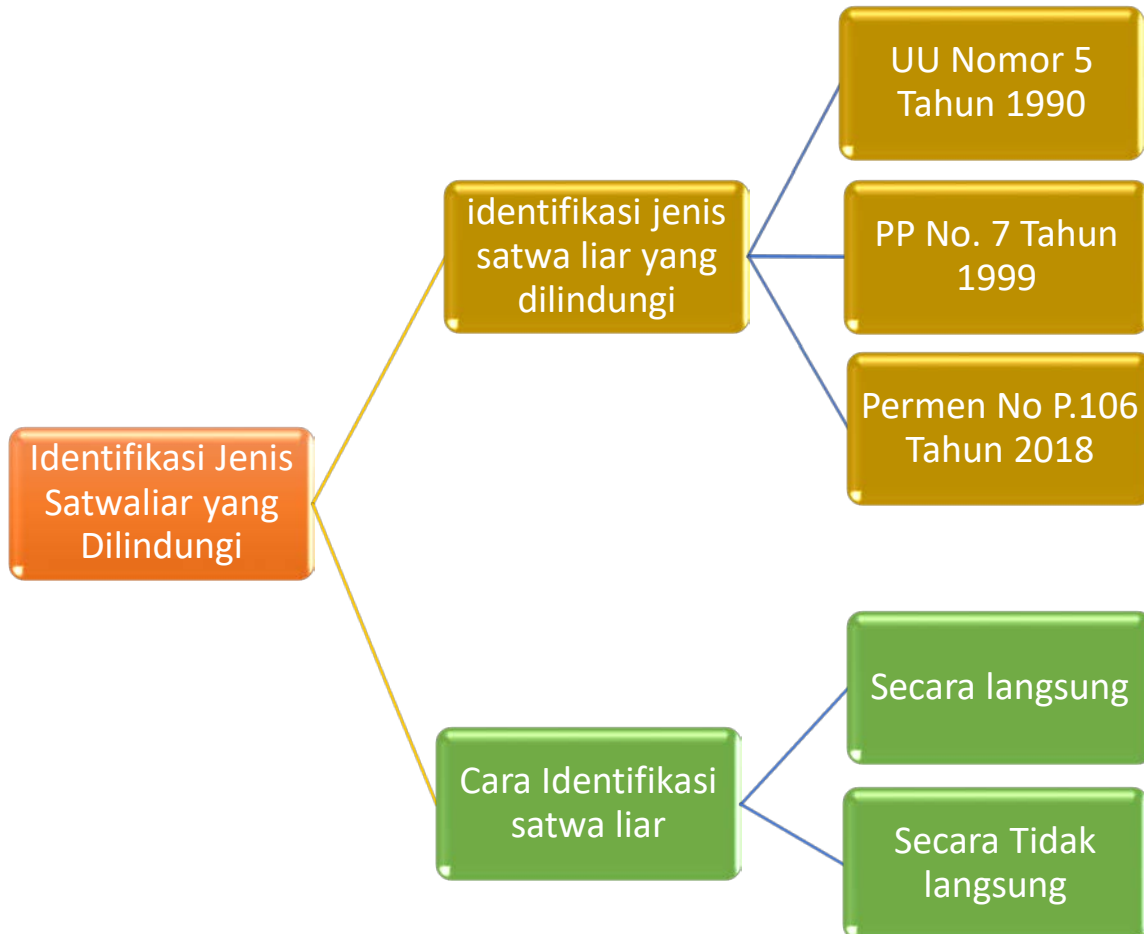 UU Nomor 5
Tahun 1990
identifikasi jenis
satwa liar yang
dilindungi
PP No. 7 Tahun
1999
Permen No P.106
Tahun 2018
Identifikasi Jenis
Satwaliar yang
Dilindungi
Secara langsung
Cara Identifikasi
satwa liar
Secara Tidak
langsung